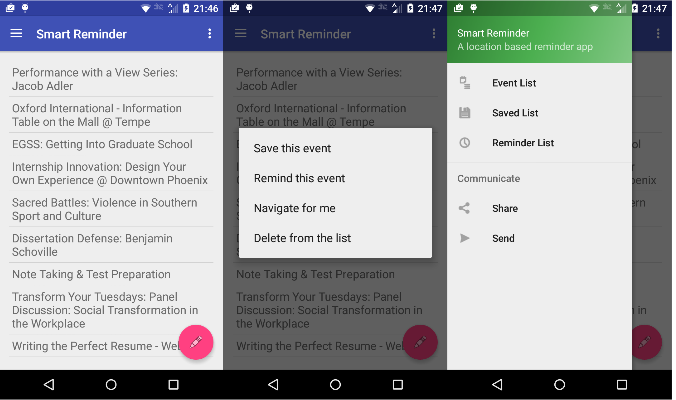 21:46
Smart Reminder
Performance with a View Series:
Jacob Adler
Oxford International - Information
Table on the Mall @ Tempe
EGSS: Getting Into Graduate School
Internship Innovation: Design Your
Own Experience @ Downtown Phoenix
Sacred Battles: Violence in Southern
Sport and Culture
Dissertation Defense: Benjamin
Schoville
Note Taking & Test Preparation
Transform Your Tuesdays: Panel
Discussion: Social Transformation in
the Workplace
Writing the Perfect Resume - We
21:47
Smart Reminder
Performance with a View Series:
Jacob Adler
Oxford International - Information
Table on the Mall @ Tempe
Save this event
Remind this event
Navigate for me
Delete from the list
Note Taking & Test Preparation
Transform Your Tuesdays: Panel
Discussion: Social Transformation in
the Workplace
Writing the Perfect Resume - We
21:47
Smart Reminder
A location based reminder app
Event List
Saved List
Reminder List
Communicate
Share
Send